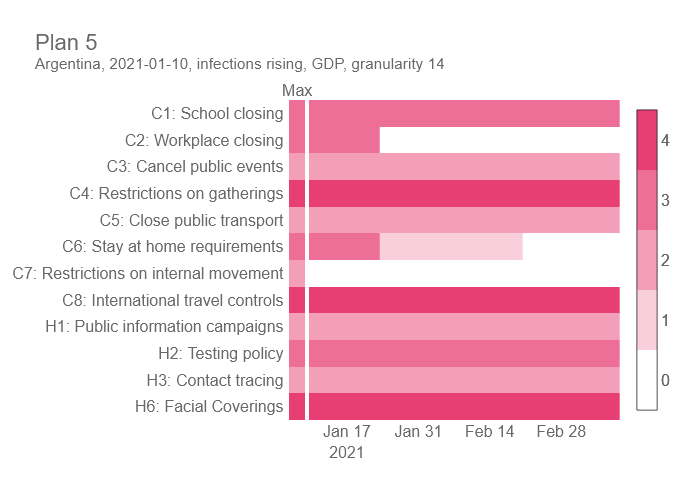 Plan 5
Argentina, 2021-01-10, infections rising, GDP, granularity 14
Max
C1: School closing
C2: Workplace closing
C3: Cancel public events
C4: Restrictions on gatherings
C5: Close public transport
C6: Stay at home requirements
C7: Restrictions on internal movement
C8: International travel controls
H1: Public information campaigns
H2: Testing policy
H3: Contact tracing
H6: Facial Coverings
Jan 17 Jan 31 Feb 14 Feb 28
2021
4
3
2
1
0